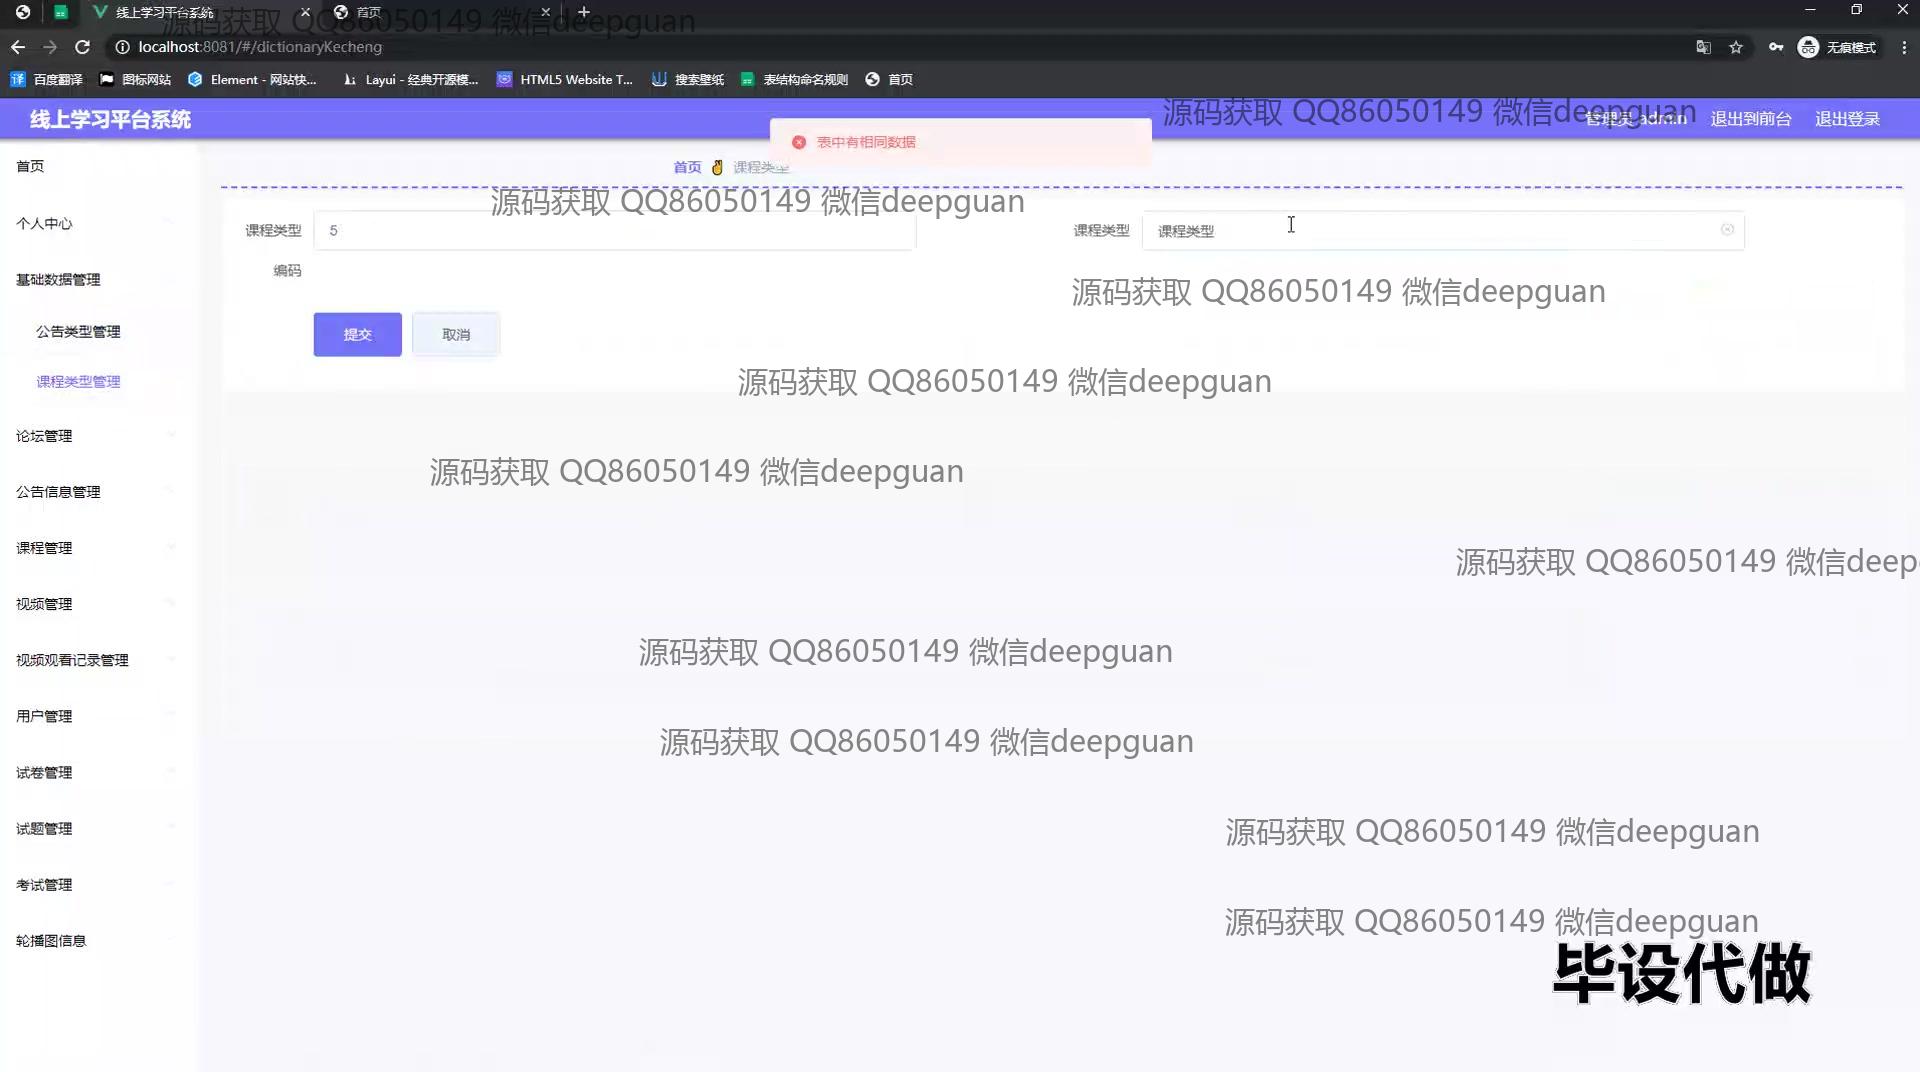 线上学习平台系统
首页
源码获取 QQ86050149 微信deepguan
localhost:8081/#/dictionaryKecheng
无痕模式
百度翻译
图标网站
Element - 网站快...
Layui - 经典开源模...
HTML5 Website T...
搜索壁纸
表结构命名规则
首页
线上学习平台系统
源码获取 QQ86050149 微信deepguan
管理员 admin
退出到前台
退出登录
表中有相同数据
首页
课程类型
首页
个人中心
基础数据管理
公告类型管理
课程类型管理
论坛管理
公告信息管理
课程管理
视频管理
视频观看记录管理
用户管理
试卷管理
试题管理
考试管理
轮播图信息
源码获取 QQ86050149 微信deepguan
课程类型
编码
5
课程类型
课程类型
源码获取 QQ86050149 微信deepguan
提交
取消
源码获取 QQ86050149 微信deepguan
源码获取 QQ86050149 微信deepguan
源码获取 QQ86050149 微信deep
源码获取 QQ86050149 微信deepguan
源码获取 QQ86050149 微信deepguan
源码获取 QQ86050149 微信deepguan
源码获取 QQ86050149 微信deepguan
毕设代做